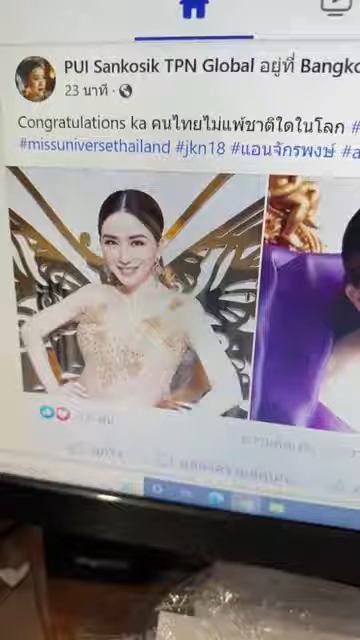 PUI Sankosik TPN Global อยู่ที่ Bangko
23 นาที ·
Congratulations ka คนไทยไม่แพ้ชาติใดในโลก #
#missuniversethailand #jkn18 #แอนจักรพงษ์ #a